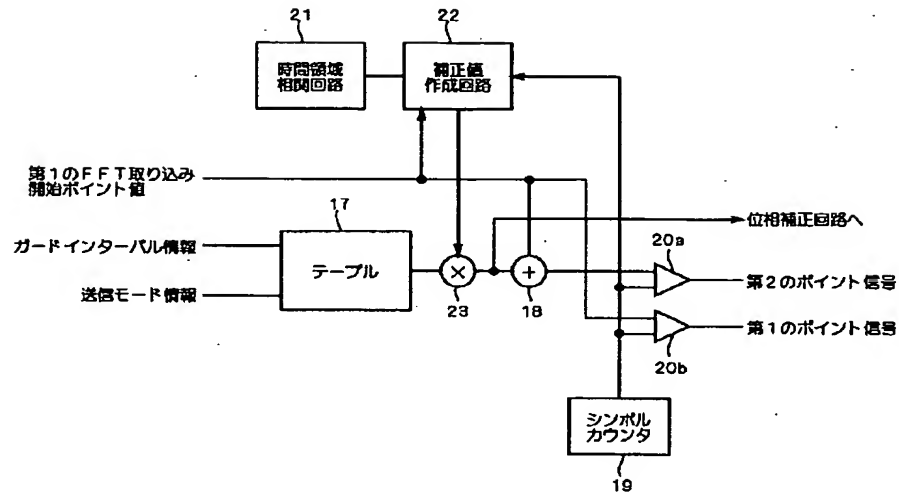 21
22
時間領域
相関回路
補正値
作成回路
第1のFFT取り込み
開始ポイント値
17
位相補正回路へ
ガードインターバル情報
テーブル
×
+
20a
第2のポイント信号
送信モード情報
23
18
第1のポイント信号
20b
シンボル
カウンタ
19